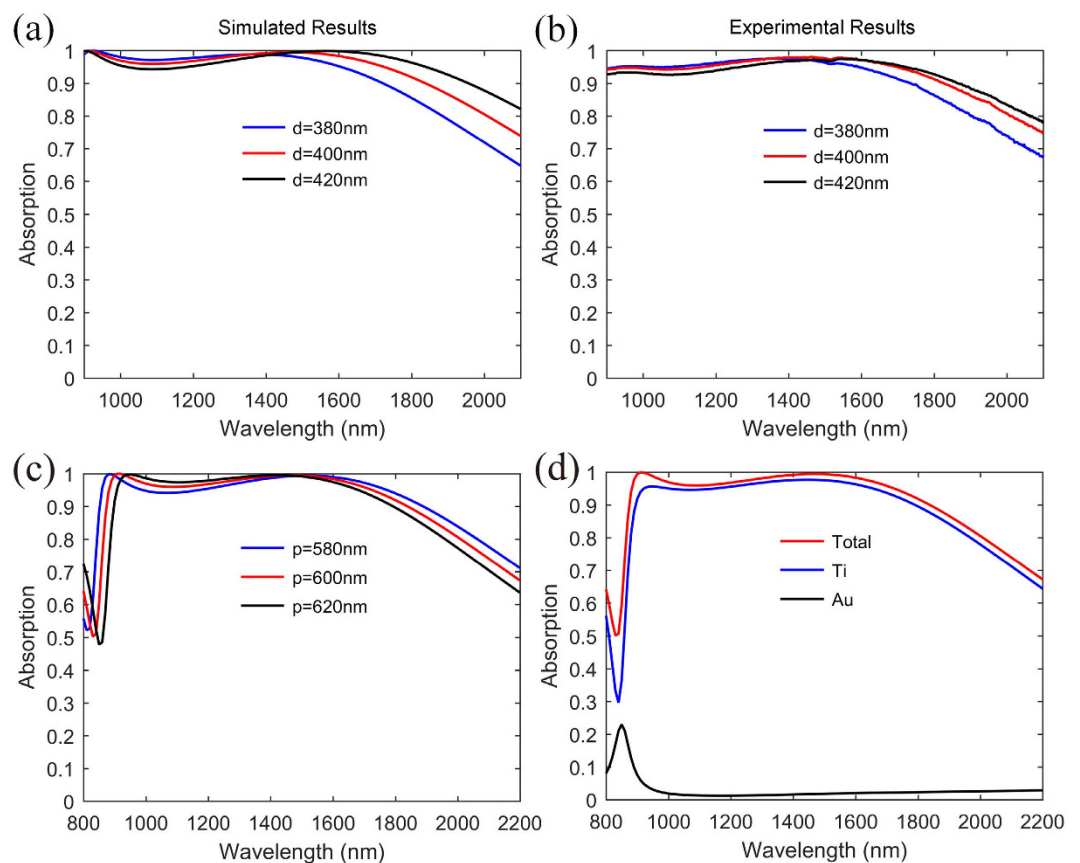 (a)
Simulated Results
1
0.9
0.8
0.7
0.6
0.5
0.4
0.3
0.2
0.1
0
Absorption
d=380nm
d=400nm
d=420nm
1000 1200 1400 1600 1800 2000
Wavelength (nm)
(b)
Experimental Results
1
0.9
0.8
0.7
0.6
0.5
0.4
0.3
0.2
0.1
0
Absorption
d=380nm
d=400nm
d=420nm
1000 1200 1400 1600 1800 2000
Wavelength (nm)
(c)
1
0.9
0.8
0.7
0.6
0.5
0.4
0.3
0.2
0.1
0
Absorption
p=580nm
p=600nm
p=620nm
800 1000 1200 1400 1600 1800 2000 2200
Wavelength (nm)
(d)
1
0.9
0.8
0.7
0.6
0.5
0.4
0.3
0.2
0.1
0
Absorption
Total
Ti
Au
800 1000 1200 1400 1600 1800 2000 2200
Wavelength (nm)